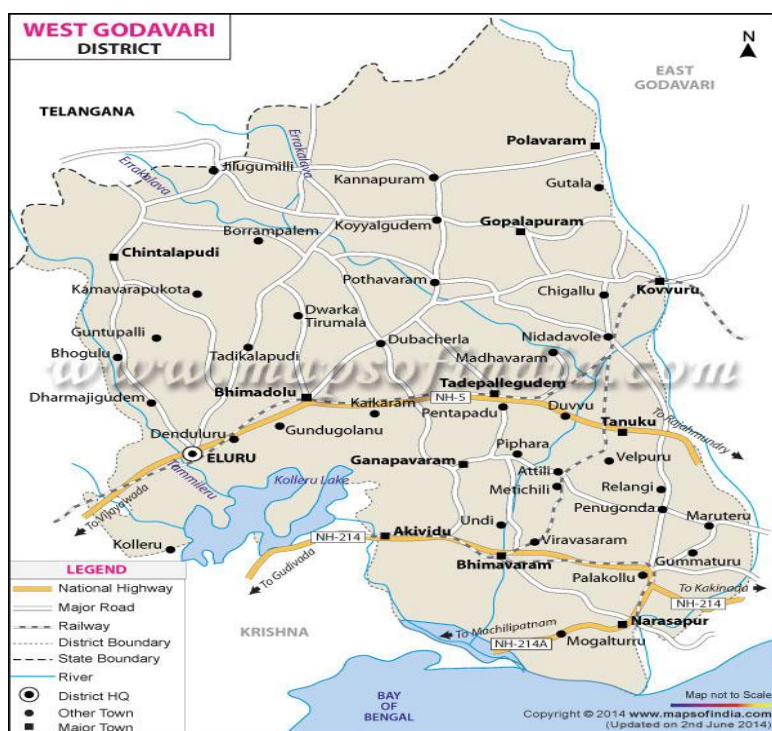 WEST GODAVARI
DISTRICT
N
EAST
GODAVARI
TELANGANA
Polavaram
Errakalava
Errakalava
Jilugumilli
Kannapuram
Gutala
Koyyalgudem
Gopalapuram
Borrampalem
Chintalapudi
Pothavaram
Kovvuru
Kamavarapukota
Chigallu
Dwarka
Tirumala
Guntupalli
Nidadavole
Dubacherla
Bhogulu
Tadikalapudi
Madhavaram
www.mapsofindia.com
Tadepallegudem
Bhimadolu
NH-5
Dharmajigudem
Kaikaram
Pentapadu
Duvvu
To Rajahmundry
Tanuku
Denduluru
Gundugolanu
Piphara
ELURU
Ganapavaram
Velpuru
Attili
Tammileru
Kolleru Lake
Metichili
Relangi
Penugonda
To Vijayawada
Maruteru
Undi
Akividu
NH-214
Viravasaram
Kolleru
Bhimavaram
Gummaturu
To Gudivada
Palakollu
To Kakinada
NH-214
KRISHNA
Narasapur
To Machilipatnam
Mogalturru
NH-214A
BAY
OF
BENGAL
LEGEND
National Highway
Major Road
Railway
District Boundary
State Boundary
River
District HQ
Other Town
Major Town
Map not to Scale
Copyright © 2014 www.mapsofindia.com
(Updated on 2nd June 2014)